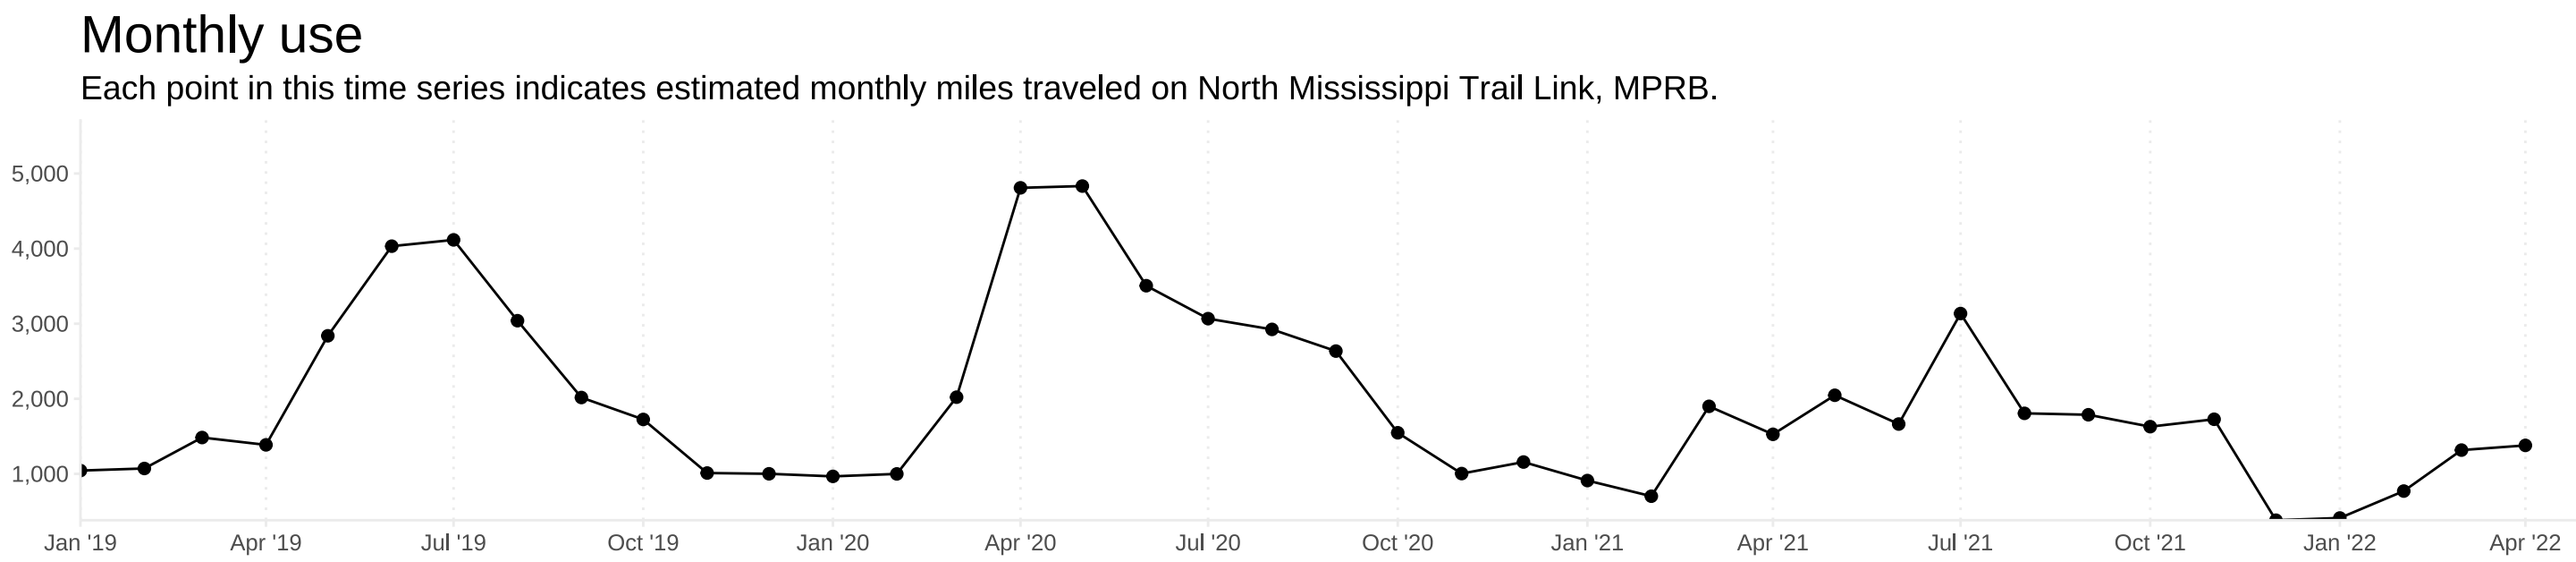 Monthly use
Each point in this time series indicates estimated monthly miles traveled on North Mississippi Trail Link, MPRB.
5,000
4,000
3,000
2,000
1,000
Jan '19 Apr '19 Jul '19 Oct '19 Jan '20 Apr '20 Jul '20 Oct '20 Jan '21 Apr '21 Jul '21 Oct '21 Jan '22 Apr '22